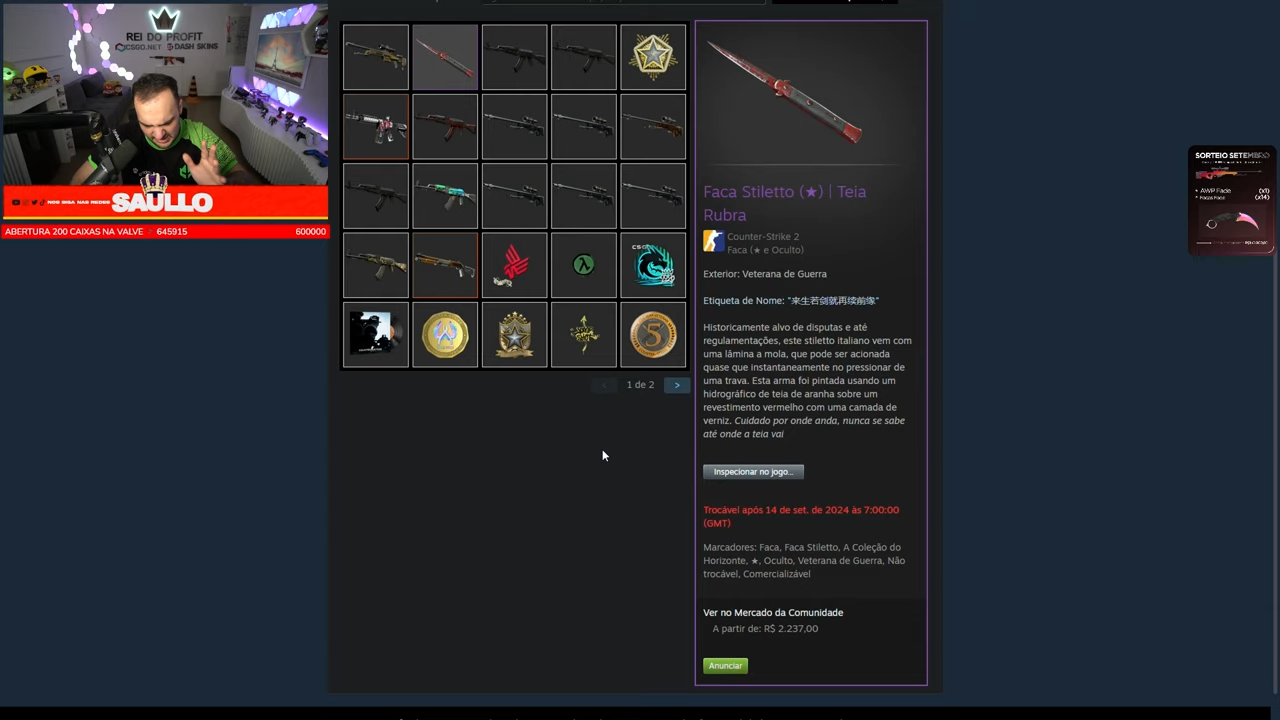 REI DO PROFIT
CSGO.NET DASH SKINS
NOS SIGA NAS REDES SAULLO
ABERTURA 200 CAIXAS NA VALVE 645915 600000
1 de 2
>
Faca Stiletto (★) | Teia
Rubra
Counter-Strike 2
Faca (★ e Oculto)
Exterior: Veterana de Guerra
Etiqueta de Nome: "来生若剑就再续前缘"
Historicamente alvo de disputas e até
regulamentações, este stiletto italiano vem com
uma lâmina a mola, que pode ser acionada
quase que instantaneamente no pressionar de
uma trava. Esta arma foi pintada usando um
hidrográfico de teia de aranha sobre um
revestimento vermelho com uma camada de
verniz. Cuidado por onde anda, nunca se sabe
até onde a teia vai
Inspecionar no jogo...
Trocável após 14 de set. de 2024 às 7:00:00
(GMT)
Marcadores: Faca, Faca Stiletto, A Coleção do
Horizonte, ★, Oculto, Veterana de Guerra, Não
trocável, Comercializável
Ver no Mercado da Comunidade
A partir de: R$ 2.237,00
Anunciar
SORTEIO SETEMBRO
AWP Fade (x1)
(x14)
5